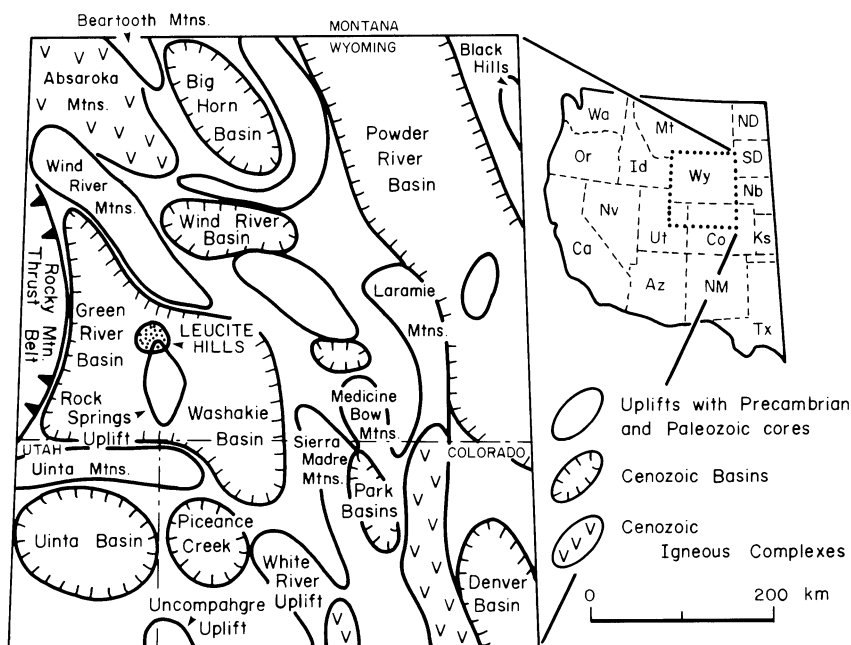 Beartooth Mtns.
MONTANA
WYOMING
Absaroka
Mtns.
Big
Horn
Basin
Black
Hills
Powder
River
Basin
Wind
River
Mtns.
Wind River
Basin
Rocky Mtn.
Thrust Belt
Green
River
Basin
LEUCITE
HILLS
Laramie
Mtns.
Rock
Springs
Uplift
Washakie
Basin
Medicine
Bow
Mtns.
Sierra
Madre
Mtns.
UTAH
COLORADO
Uinta Mtns.
Park
Basins
Uinta Basin
Piceance
Creek
White
River
Uplift
Denver
Basin
Uncompahgre
Uplift
Wa
Mt
ND
Or
Id
Wy
SD
Nb
Nv
Ut
Co
Ks
Ca
Az
NM
Tx
Uplifts with Precambrian
and Paleozoic cores
Cenozoic Basins
Cenozoic
Igneous Complexes
0
200 km